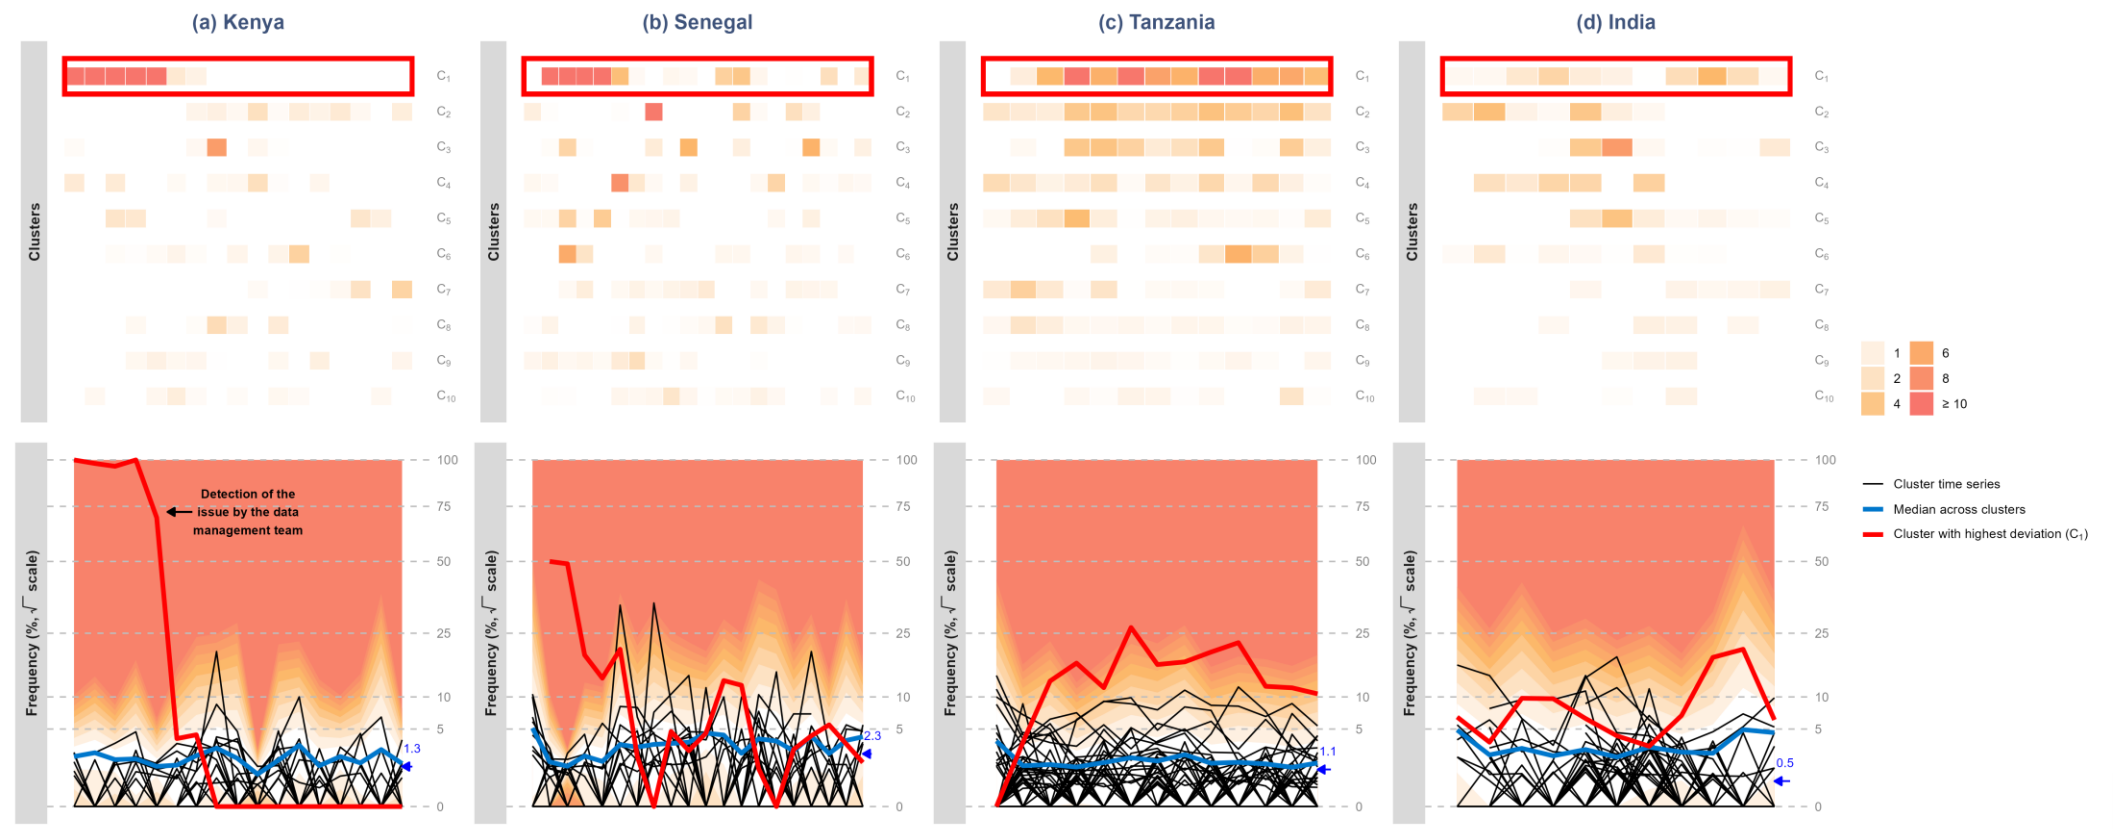 (a) Kenya
(b) Senegal
(c) Tanzania
(d) India
Clusters
C1
C2
C3
C4
C5
C6
C7
C8
C9
C10
Clusters
C1
C2
C3
C4
C5
C6
C7
C8
C9
C10
Clusters
C1
C2
C3
C4
C5
C6
C7
C8
C9
C10
Clusters
C1
C2
C3
C4
C5
C6
C7
C8
C9
C10
1
2
4
6
8
≥ 10
Frequency (%, √ scale)
100
75
50
25
10
5
0
Detection of the
issue by the data
management team
1.3
Frequency (%, √ scale)
100
75
50
25
10
5
0
2.3
Frequency (%, √ scale)
100
75
50
25
10
5
0
1.1
Frequency (%, √ scale)
100
75
50
25
10
5
0
0.5
Cluster time series
Median across clusters
Cluster with highest deviation (C1)